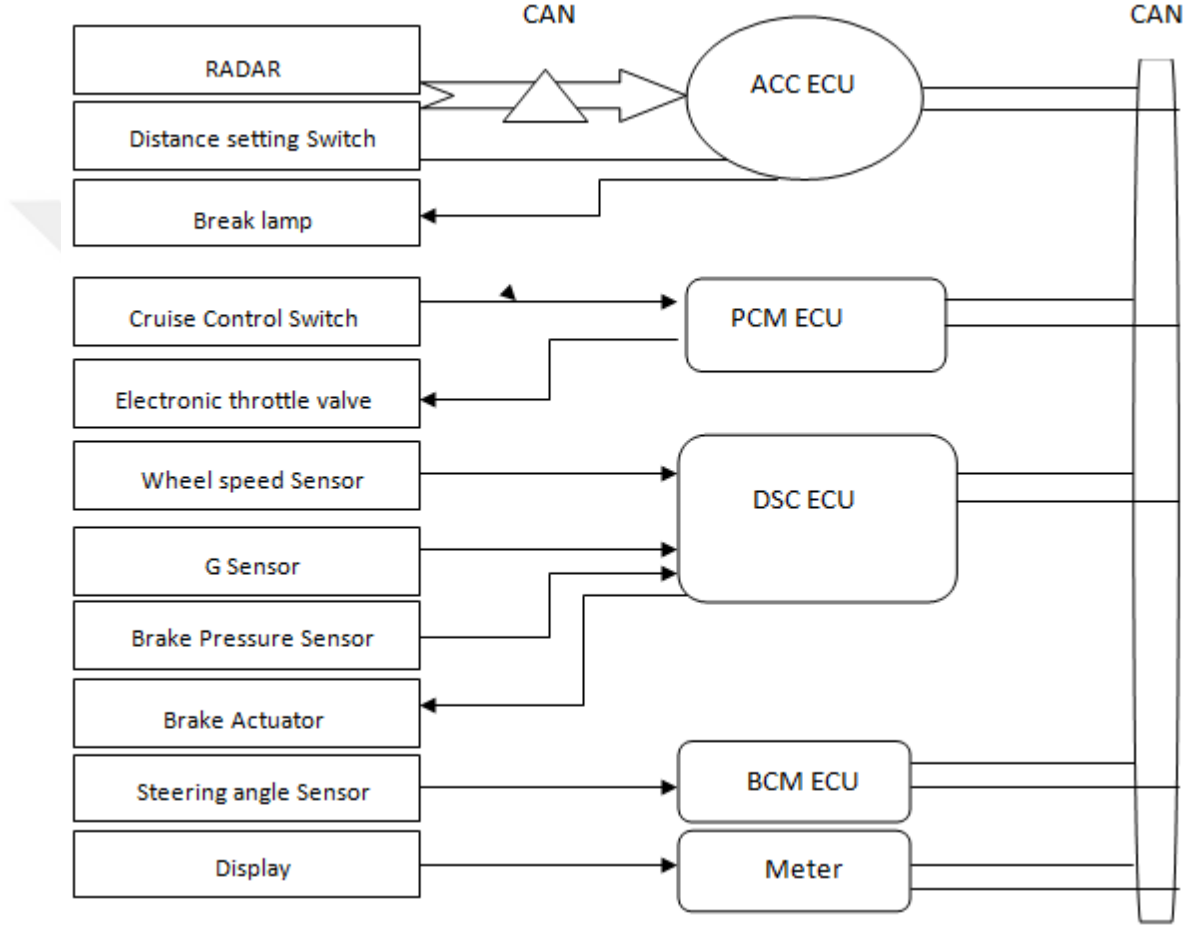 CAN
CAN
RADAR
ACC ECU
Distance setting Switch
Break lamp
Cruise Control Switch
PCM ECU
Electronic throttle valve
Wheel speed Sensor
DSC ECU
G Sensor
Brake Pressure Sensor
Brake Actuator
Steering angle Sensor
BCM ECU
Display
Meter